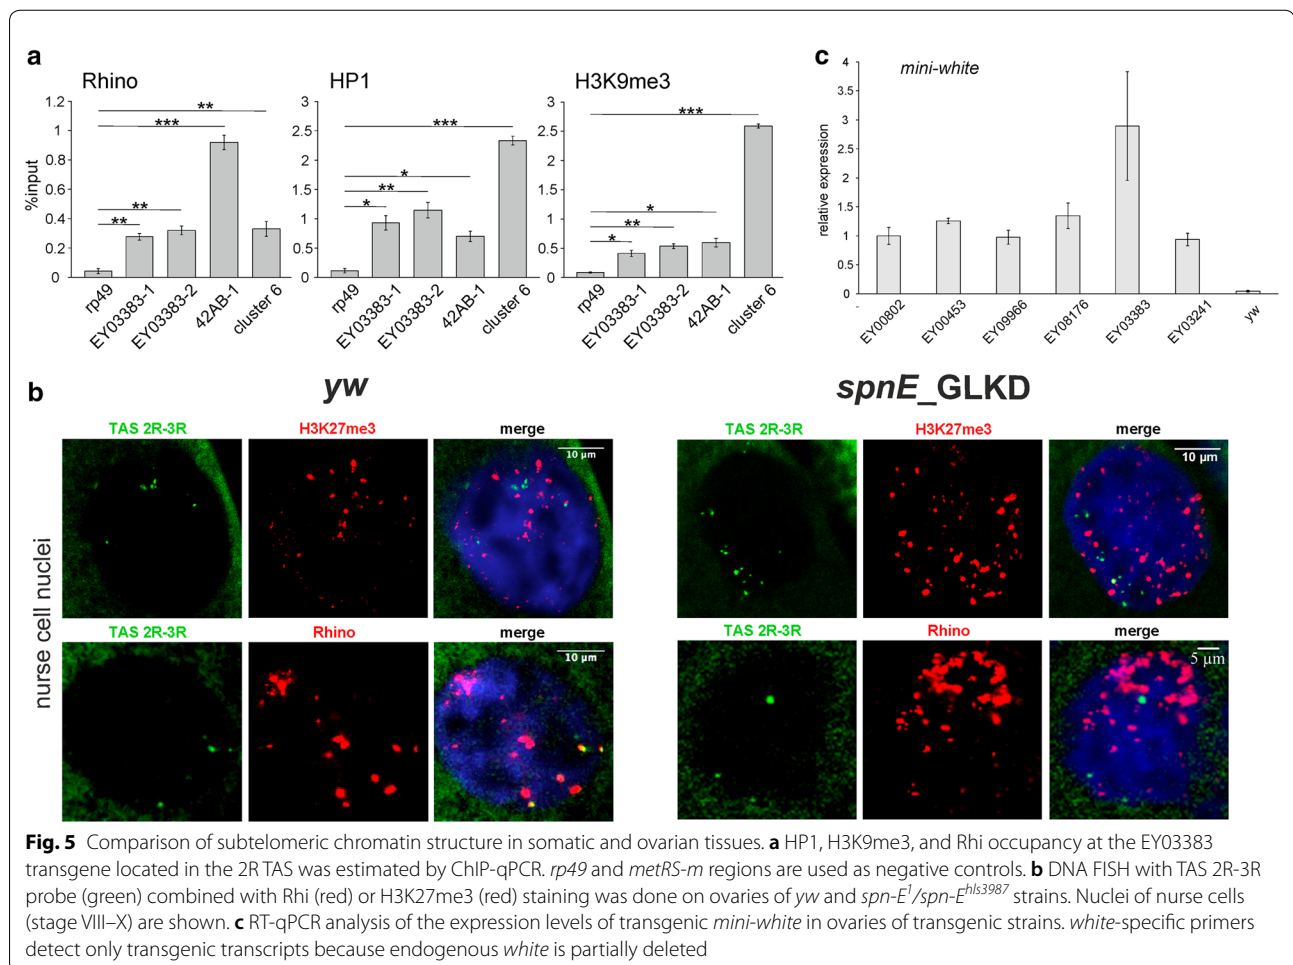 a
Rhino
HP1
H3K9me3
%input
1.2
1
0.8
0.6
0.4
0.2
0
**
***
**
**
rp49
EY03383-1
EY03383-2
42AB-1
cluster 6
3
2.5
2
1.5
1
0.5
0
***
*
**
*
rp49
EY03383-1
EY03383-2
42AB-1
cluster 6
3
2.5
2
1.5
1
0.5
0
***
*
**
*
rp49
EY03383-1
EY03383-2
42AB-1
cluster 6
c
mini-white
relative expression
4
3.5
3
2.5
2
1.5
1
0.5
0
EY00802
EY00453
EY09966
EY08176
EY03383
EY03241
yw
b
yw
spnE_GLKD
nurse cell nuclei
TAS 2R-3R
H3K27me3
merge
10 µm
TAS 2R-3R
H3K27me3
merge
10 µm
TAS 2R-3R
Rhino
merge
10 µm
TAS 2R-3R
Rhino
merge
5 µm
Fig. 5 Comparison of subtelomeric chromatin structure in somatic and ovarian tissues. a HP1, H3K9me3, and Rhi occupancy at the EY03383
transgene located in the 2R TAS was estimated by ChIP-qPCR. rp49 and metRS-m regions are used as negative controls. b DNA FISH with TAS 2R-3R
probe (green) combined with Rhi (red) or H3K27me3 (red) staining was done on ovaries of yw and spn-E1/spn-Ehls3987 strains. Nuclei of nurse cells
(stage VIII–X) are shown. c RT-qPCR analysis of the expression levels of transgenic mini-white in ovaries of transgenic strains. white-specific primers
detect only transgenic transcripts because endogenous white is partially deleted